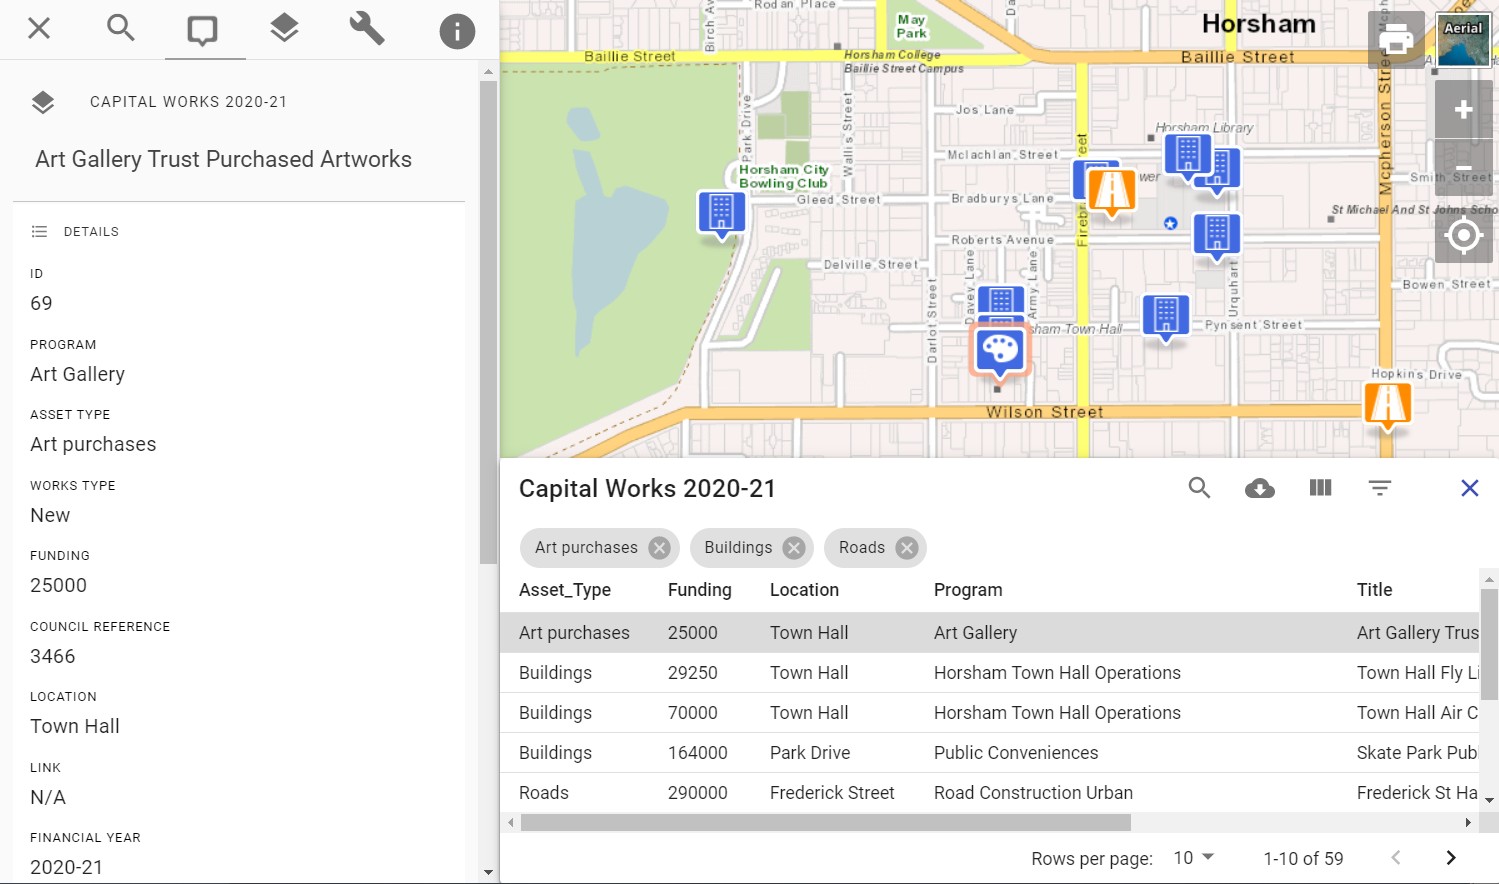 CAPITAL WORKS 2020-21
Art Gallery Trust Purchased Artworks
DETAILS
ID
69
PROGRAM
Art Gallery
ASSET TYPE
Art purchases
WORKS TYPE
New
FUNDING
25000
COUNCIL REFERENCE
3466
LOCATION
Town Hall
LINK
N/A
FINANCIAL YEAR
2020-21
Rodan Place
May
Park
Horsham
Aerial
Birch Av
Baillie Street
Horsham College
Baillie Street Campus
Baillie Street
Jos Lane
Park Drive
Wallis Street
Mclachlan Street
Horsham Library
Mcpherson Street
Smith Street
Horsham City
Bowling Club
Gleed Street
Bradburys Lane
St Michael And St Johns Scho
Roberts Avenue
Delville Street
Davey Lane
Army Lane
Urquhart
Bowen Street
Darlot Street
sham Town Hall
Pynsent Street
Hopkins Drive
Wilson Street
Capital Works 2020-21
Art purchases Buildings Roads
Asset_Type Funding Location Program Title
Art purchases 25000 Town Hall Art Gallery Art Gallery Trus
Buildings 29250 Town Hall Horsham Town Hall Operations Town Hall Fly Li
Buildings 70000 Town Hall Horsham Town Hall Operations Town Hall Air C
Buildings 164000 Park Drive Public Conveniences Skate Park Pub
Roads 290000 Frederick Street Road Construction Urban Frederick St Ha
Rows per page: 10 1-10 of 59